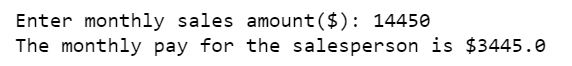 Enter monthly sales amount($): 14450
The monthly pay for the salesperson is $3445.0